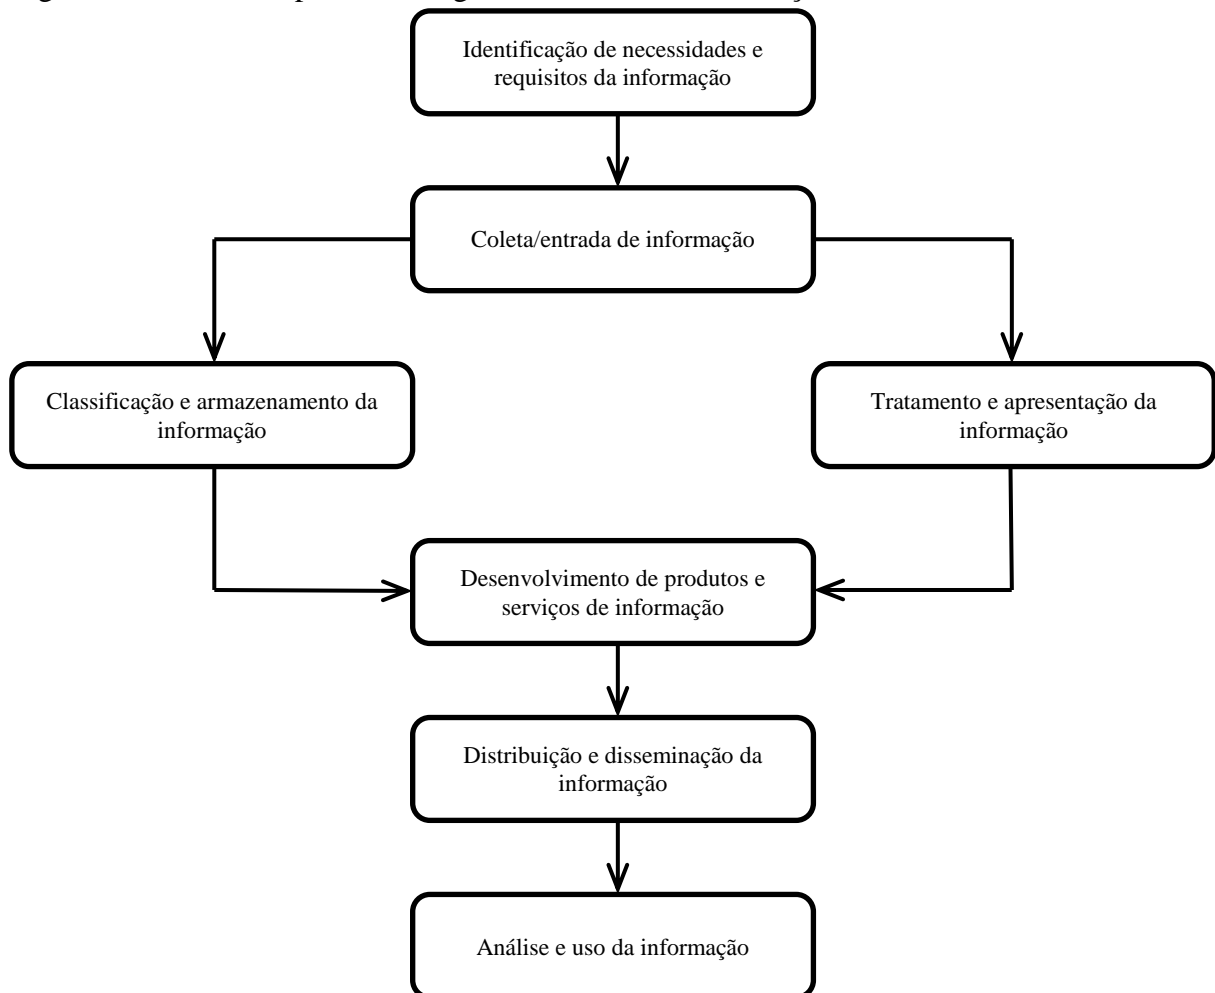 Identificação de necessidades e
requisitos da informação
Coleta/entrada de informação
Classificação e armazenamento da
informação
Tratamento e apresentação da
informação
Desenvolvimento de produtos e
serviços de informação
Distribuição e disseminação da
informação
Análise e uso da informação